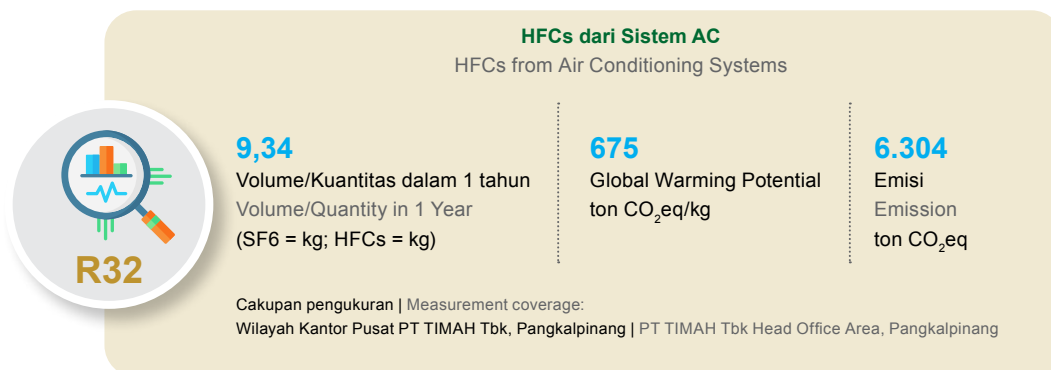 HFCs dari Sistem AC
HFCs from Air Conditioning Systems
R32
9,34
Volume/Kuantitas dalam 1 tahun
Volume/Quantity in 1 Year
(SF6 = kg; HFCs = kg)
675
Global Warming Potential
ton CO₂eq/kg
6.304
Emisi
Emission
ton CO₂eq
Cakupan pengukuran | Measurement coverage:
Wilayah Kantor Pusat PT TIMAH Tbk, Pangkalpinang | PT TIMAH Tbk Head Office Area, Pangkalpinang